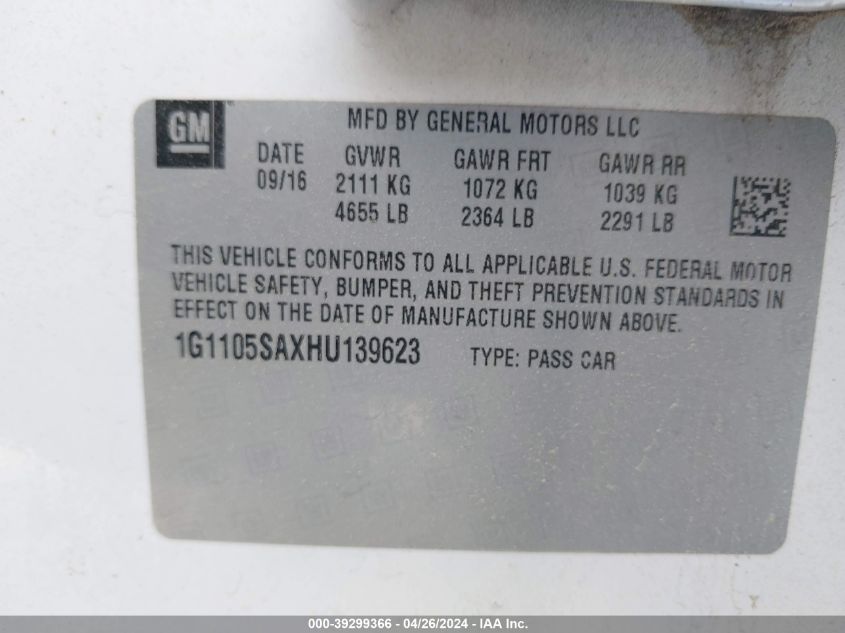 GM
MFD BY GENERAL MOTORS LLC
DATE GVWR GAWR FRT GAWR RR
09/16 2111 KG 1072 KG 1039 KG
4655 LB 2364 LB 2291 LB
THIS VEHICLE CONFORMS TO ALL APPLICABLE U.S. FEDERAL MOTOR
VEHICLE SAFETY, BUMPER, AND THEFT PREVENTION STANDARDS IN
EFFECT ON THE DATE OF MANUFACTURE SHOWN ABOVE.
1G1105SAXHU139623 TYPE: PASS CAR
000-39299366 - 04/26/2024 - IAA Inc.